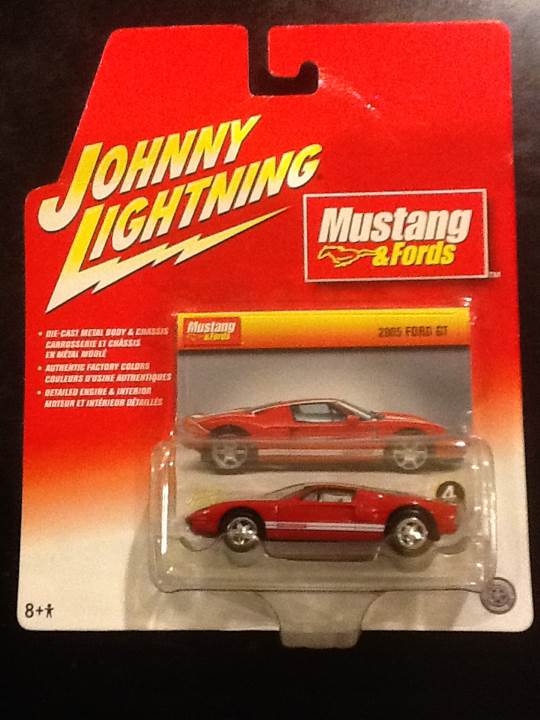 JOHNNY
LIGHTNING
Mustang
& Fords
TM
• DIE-CAST METAL BODY & CHASSIS
CARROSSERIE ET CHÂSSIS
EN MÉTAL MOULÉ
• AUTHENTIC FACTORY COLORS
COULEURS D'USINE AUTHENTIQUES
• DETAILED ENGINE & INTERIOR
MOTEUR ET INTÉRIEUR DÉTAILLÉS
Mustang
& Fords
2005 FORD GT
4
8+